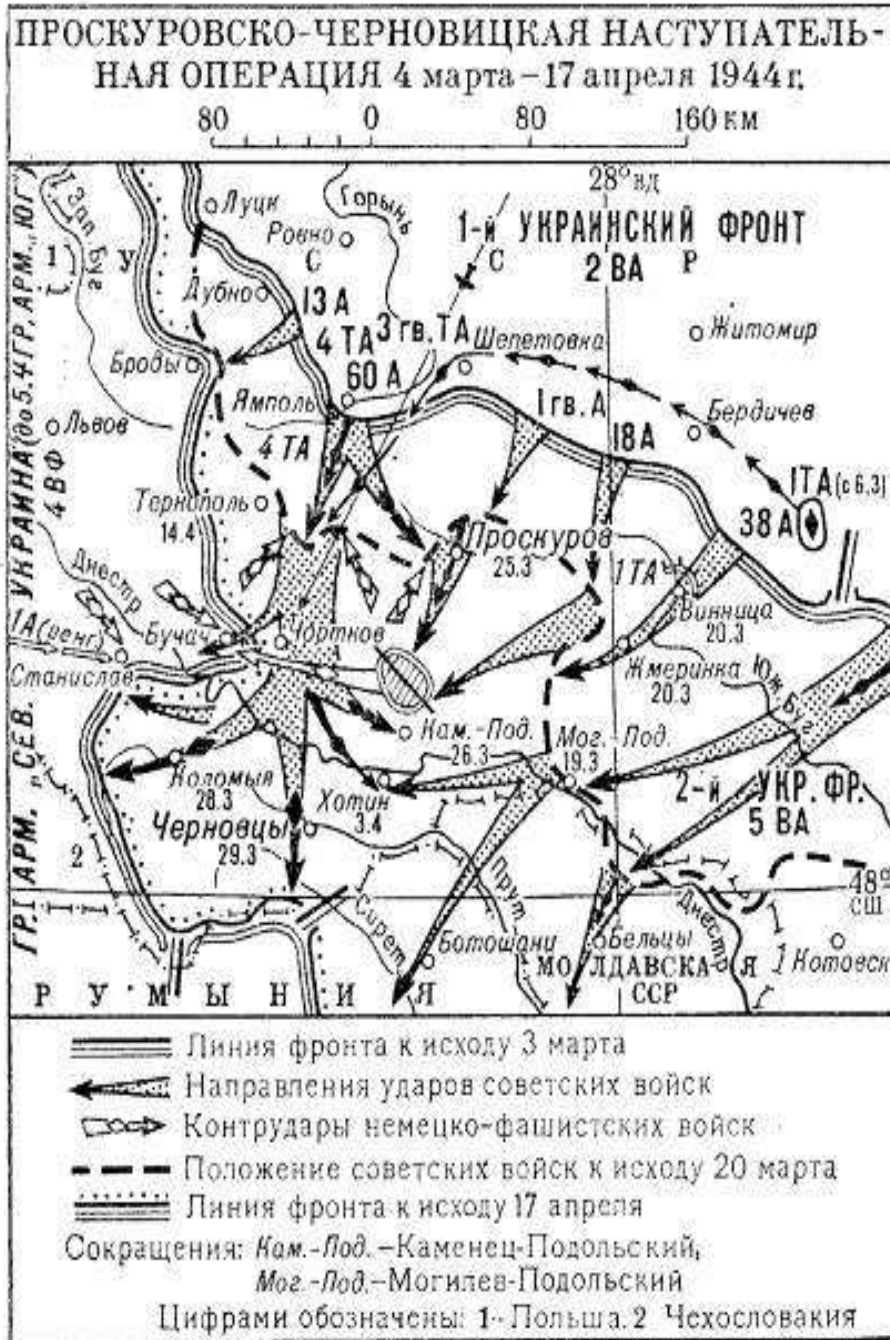 ПРОСКУРОВСКО-ЧЕРНОВИЦКАЯ НАСТУПАТЕЛЬ-
НАЯ ОПЕРАЦИЯ 4 марта-17 апреля 1944 г.
80 0 80 160 км
28° ВД
Луцк
Горынь
Зап. Буг
Ровно
1-й УКРАИНСКИЙ ФРОНТ
2 ВА
1 У С С Р
Дубно
13 А
3 гв. ТА
4 ТА
Шепетовка
Житомир
Броды
60 А
Ямполь
1 гв. А
Бердичев
Львов
4 ТА
18 А
1 ТА (с 6.3)
38 А
Тернополь
14.4
Проскуров
25.3
1 ТА
Днестр
Винница
20.3
1 А (венг.)
Бучач
Чортков
Жмеринка
20.3
Юж. Буг
Станислав
Кам.-Под.
26.3
Мог.-Под.
19.3
Коломыя
28.3
Хотин
3.4
2-й УКР. ФР.
5 ВА
Черновцы
29.3
2
48°
СШ
Прут
Сирет
Днестр
Ботошани
Бельцы
1
Котовск
МОЛДАВСКАЯ
ССР
РУМЫНИЯ
УКРАИНА (до 5.4 ГР. АРМ. „ЮГ")
4 ВФ
ГР. АРМ. „СЕВ.
Линия фронта к исходу 3 марта
Направления ударов советских войск
Контрудары немецко-фашистских войск
Положение советских войск к исходу 20 марта
Линия фронта к исходу 17 апреля
Сокращения: Кам.-Под.-Каменец-Подольский,
Мог.-Под.-Могилев-Подольский
Цифрами обозначены: 1-Польша. 2 Чехословакия